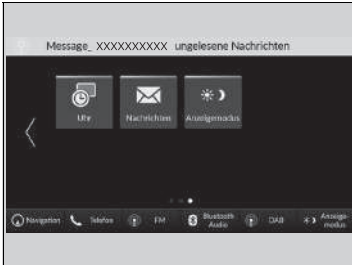 Message_ XXXXXXXXXX ungelesene Nachrichten
Uhr
Nachrichten
Anzeigemodus
Navigation
Telefon
FM
Bluetooth
Audio
DAB
Anzeige-
modus